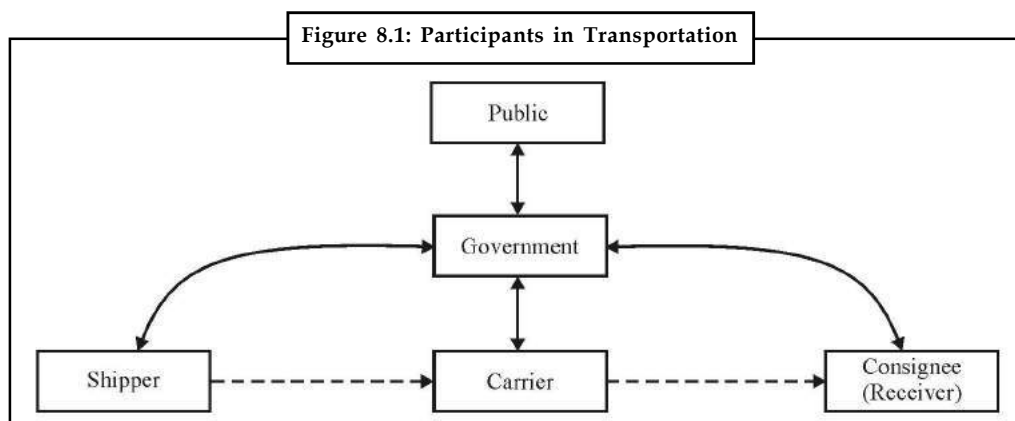 Figure 8.1: Participants in Transportation
Public
Government
Shipper
Carrier
Consignee
(Receiver)